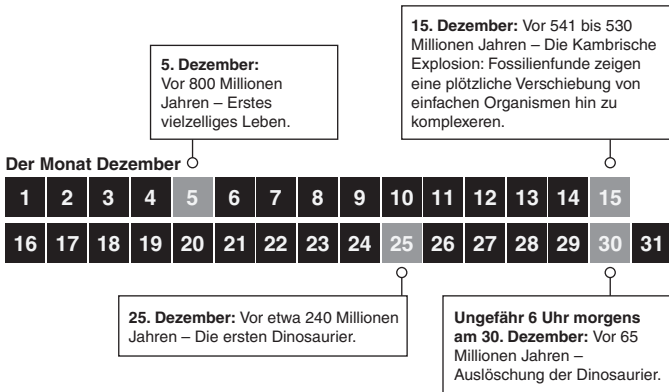 5. Dezember:
Vor 800 Millionen
Jahren – Erstes
vielzelliges Leben.
15. Dezember: Vor 541 bis 530
Millionen Jahren – Die Kambrische
Explosion: Fossilienfunde zeigen
eine plötzliche Verschiebung von
einfachen Organismen hin zu
komplexeren.
Der Monat Dezember
1 2 3 4 5 6 7 8 9 10 11 12 13 14 15
16 17 18 19 20 21 22 23 24 25 26 27 28 29 30 31
25. Dezember: Vor etwa 240 Millionen
Jahren – Die ersten Dinosaurier.
Ungefähr 6 Uhr morgens
am 30. Dezember: Vor 65
Millionen Jahren –
Auslöschung der Dinosaurier.